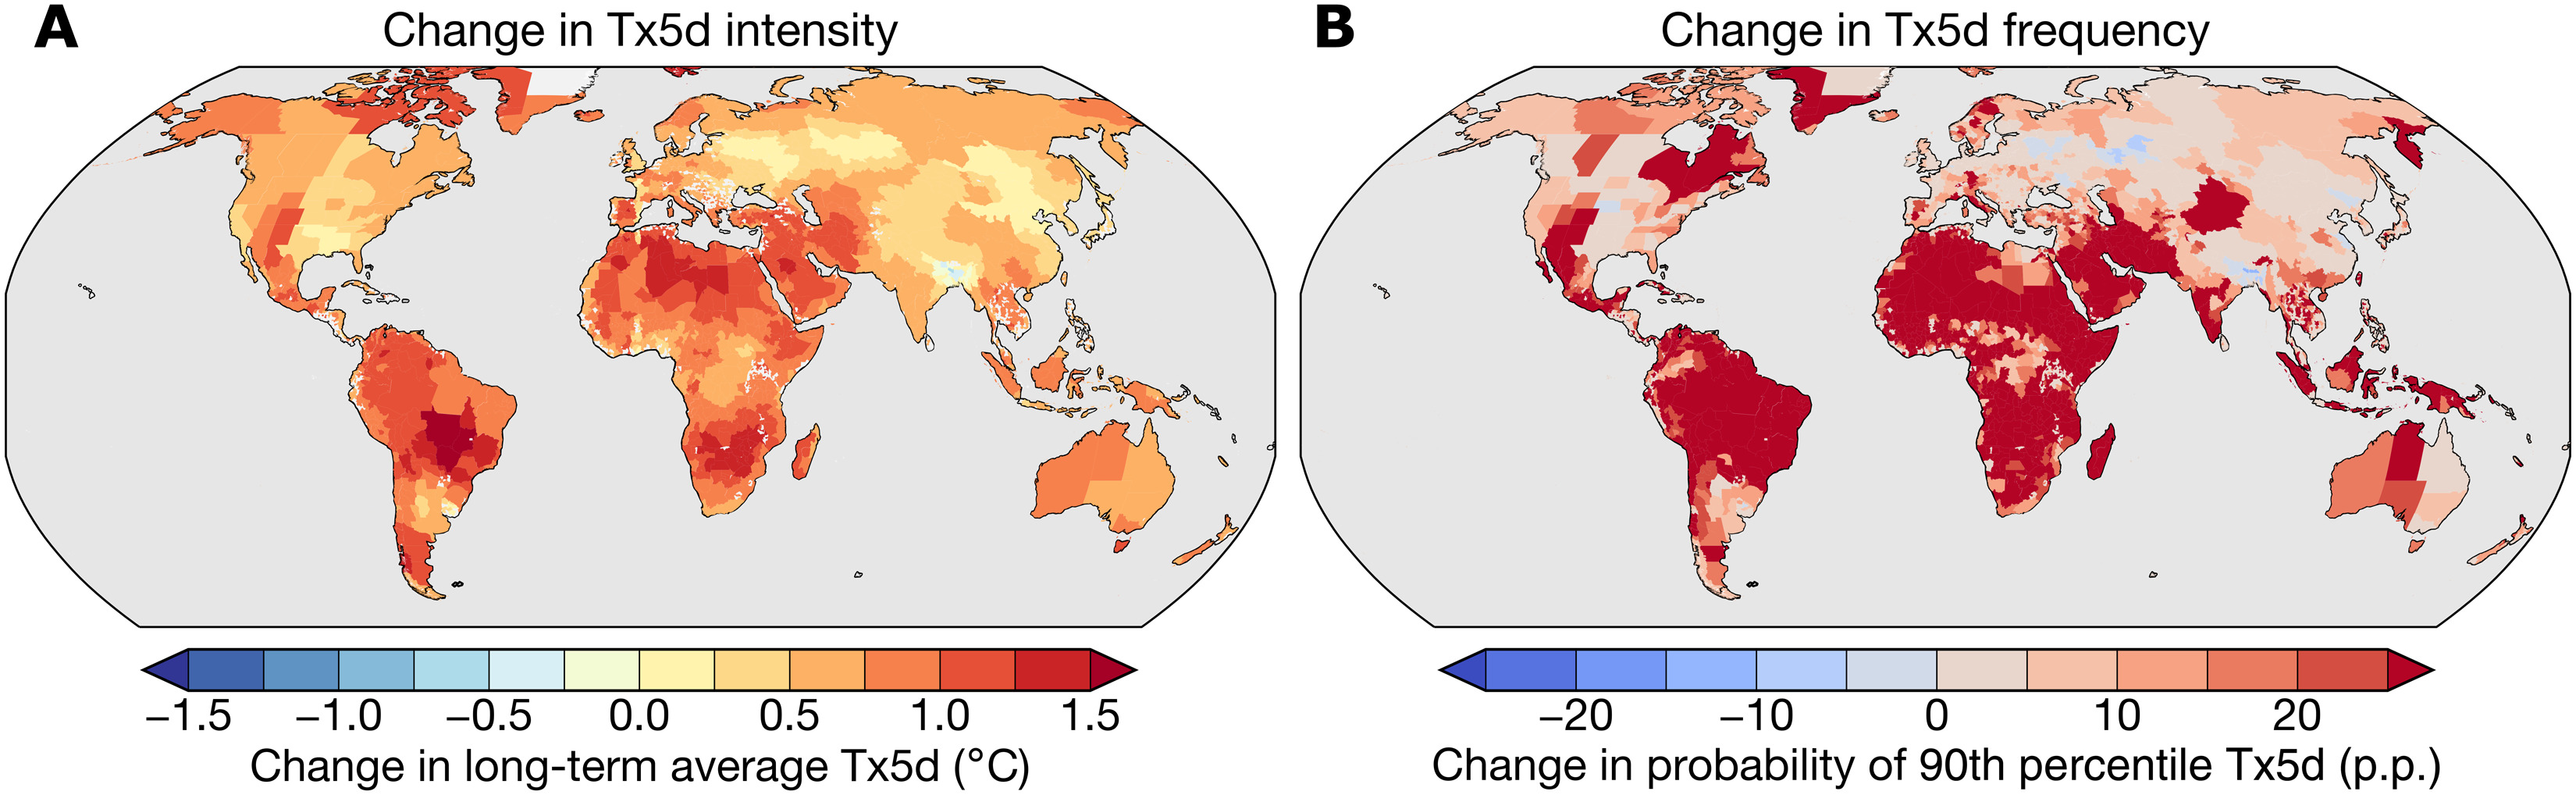 A
Change in Tx5d intensity
−1.5 −1.0 −0.5 0.0 0.5 1.0 1.5
Change in long-term average Tx5d (°C)
B
Change in Tx5d frequency
−20 −10 0 10 20
Change in probability of 90th percentile Tx5d (p.p.)